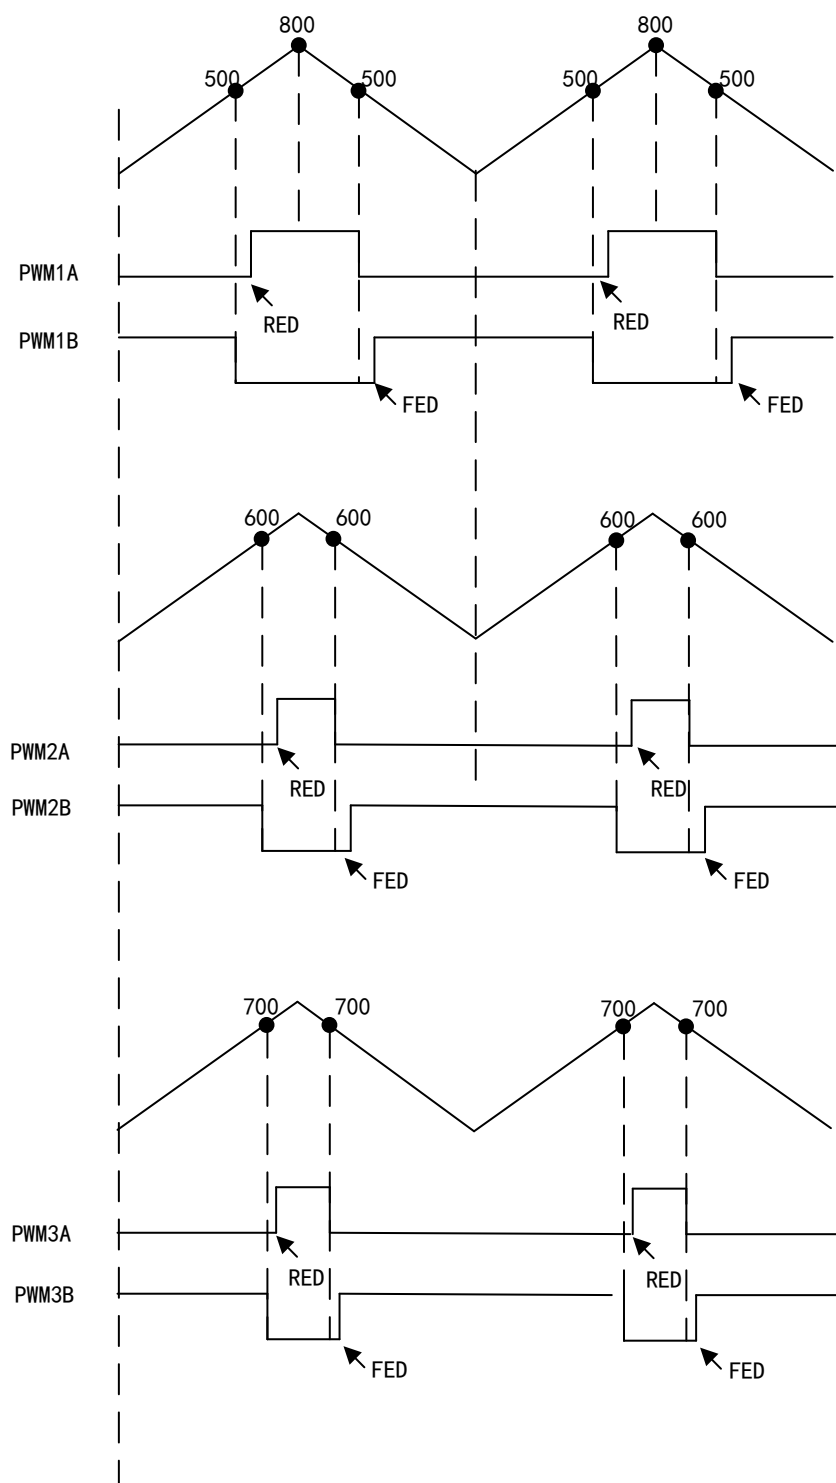 800 800
500 500 500 500
PWM1A
RED RED
PWM1B
FED FED
600 600 600 600
PWM2A
RED RED
PWM2B
FED FED
700 700 700 700
PWM3A
RED RED
PWM3B
FED FED